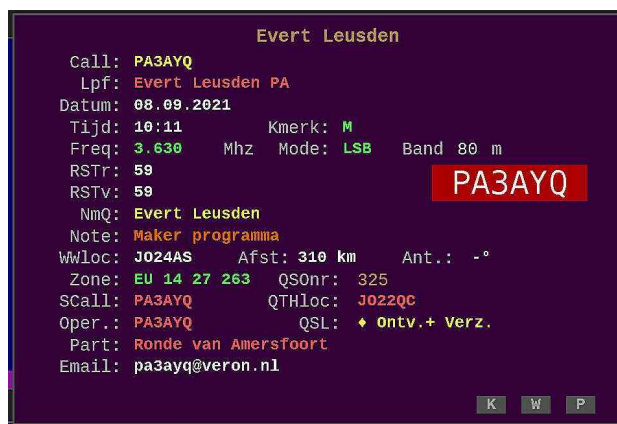 Evert Leusden
Call: PA3AYQ
Lpf: Evert Leusden PA
Datum: 08.09.2021
Tijd: 10:11 Kmerk: M
Freq: 3.630 Mhz Mode: LSB Band 80 m
RSTr: 59
PA3AYQ
RSTv: 59
NmQ: Evert Leusden
Note: Maker programma
WWloc: JO24AS Afst: 310 km Ant.: -°
Zone: EU 14 27 263 QSOnr: 325
SCall: PA3AYQ QTHloc: JO22QC
Oper.: PA3AYQ QSL: ♦ Ontv.+ Verz.
Part: Ronde van Amersfoort
Email: pa3ayq@veron.nl
K W P